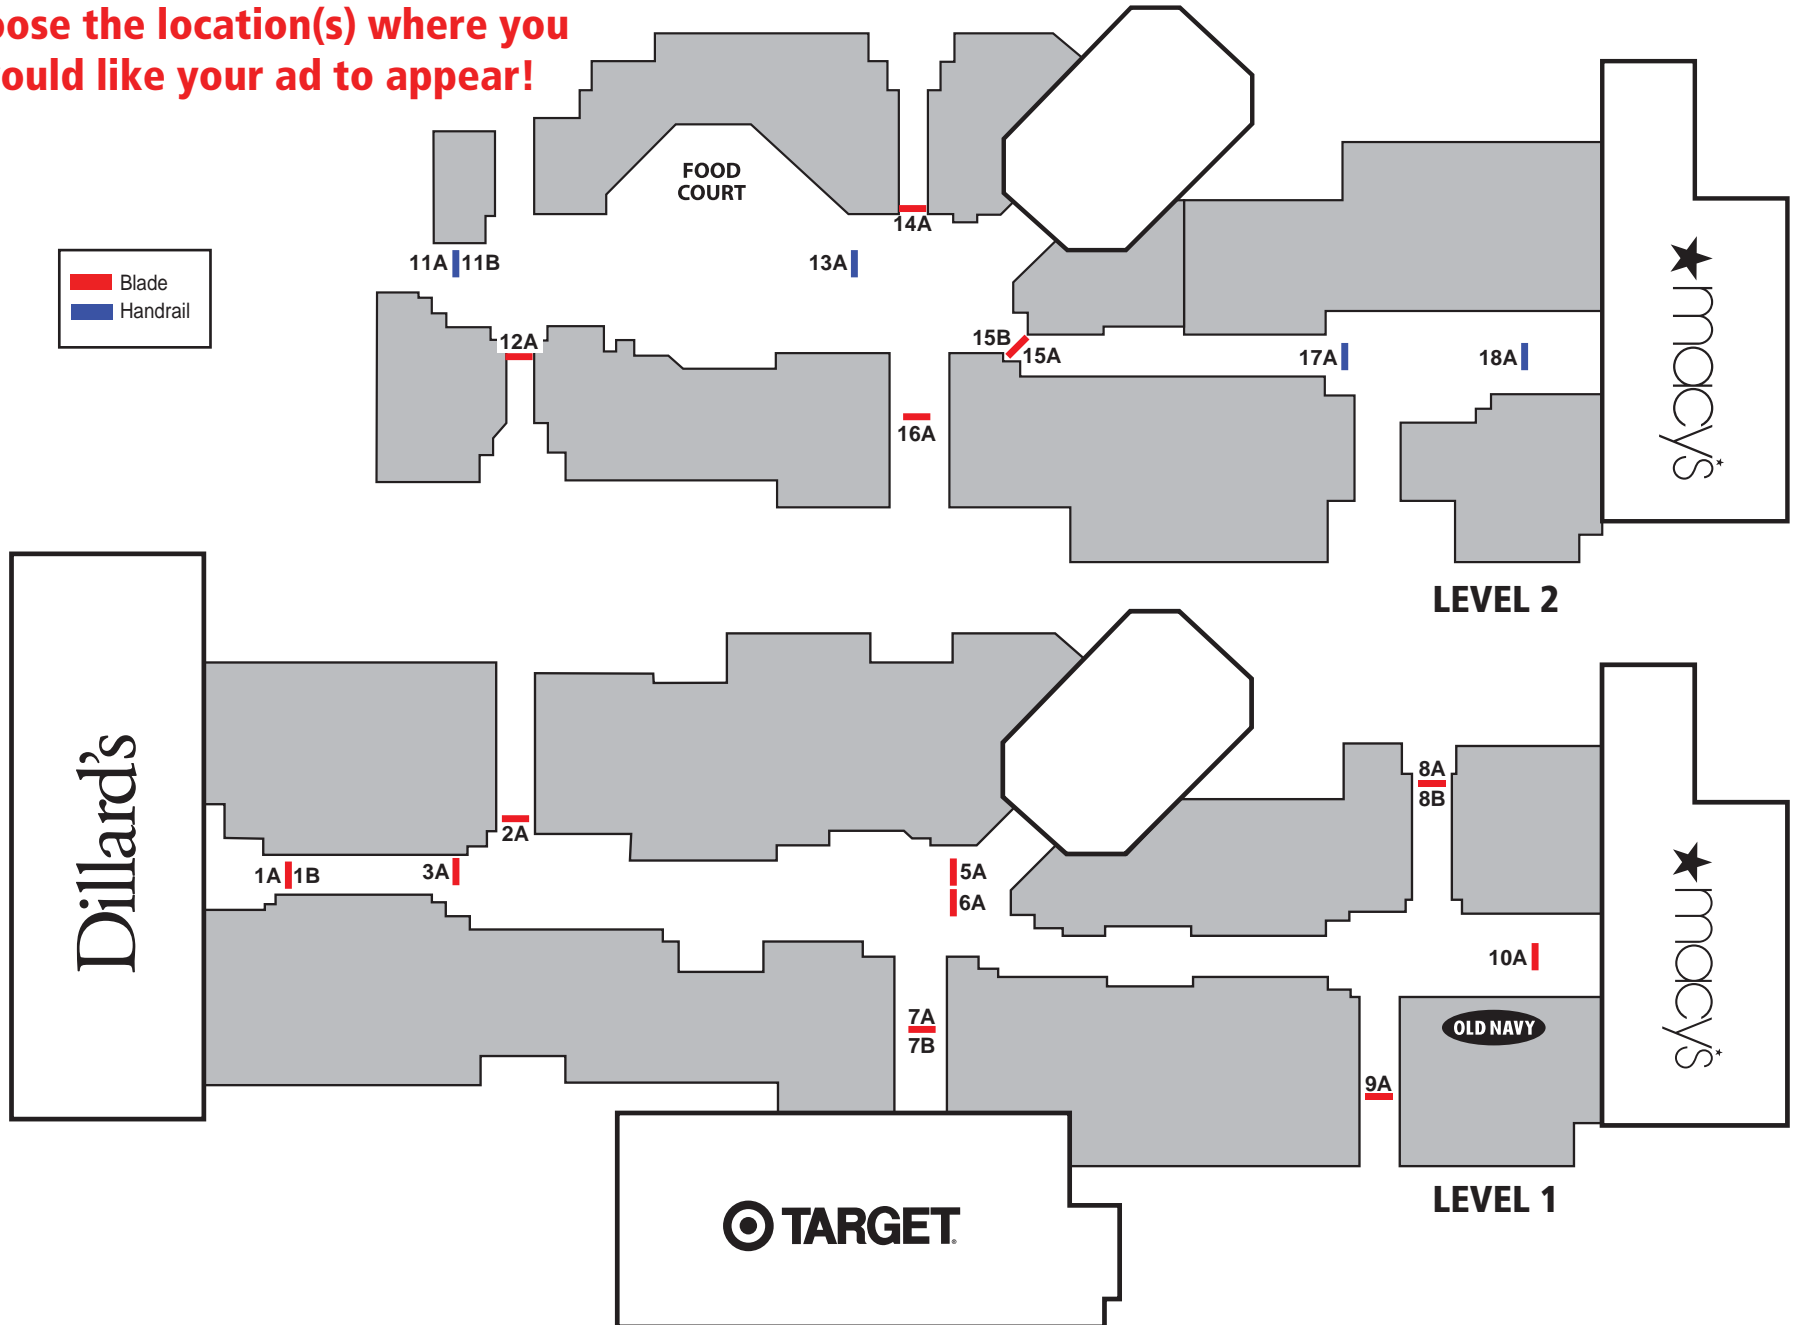 oose the location(s) where you
ould like your ad to appear!
FOOD
COURT
14A
11A 11B
13A
Blade
Handrail
12A
15B
15A
17A
18A
16A
macy's
LEVEL 2
Dillard's
2A
1A 1B
3A
5A
6A
8A
8B
10A
7A
7B
OLD NAVY
9A
macy's
LEVEL 1
TARGET